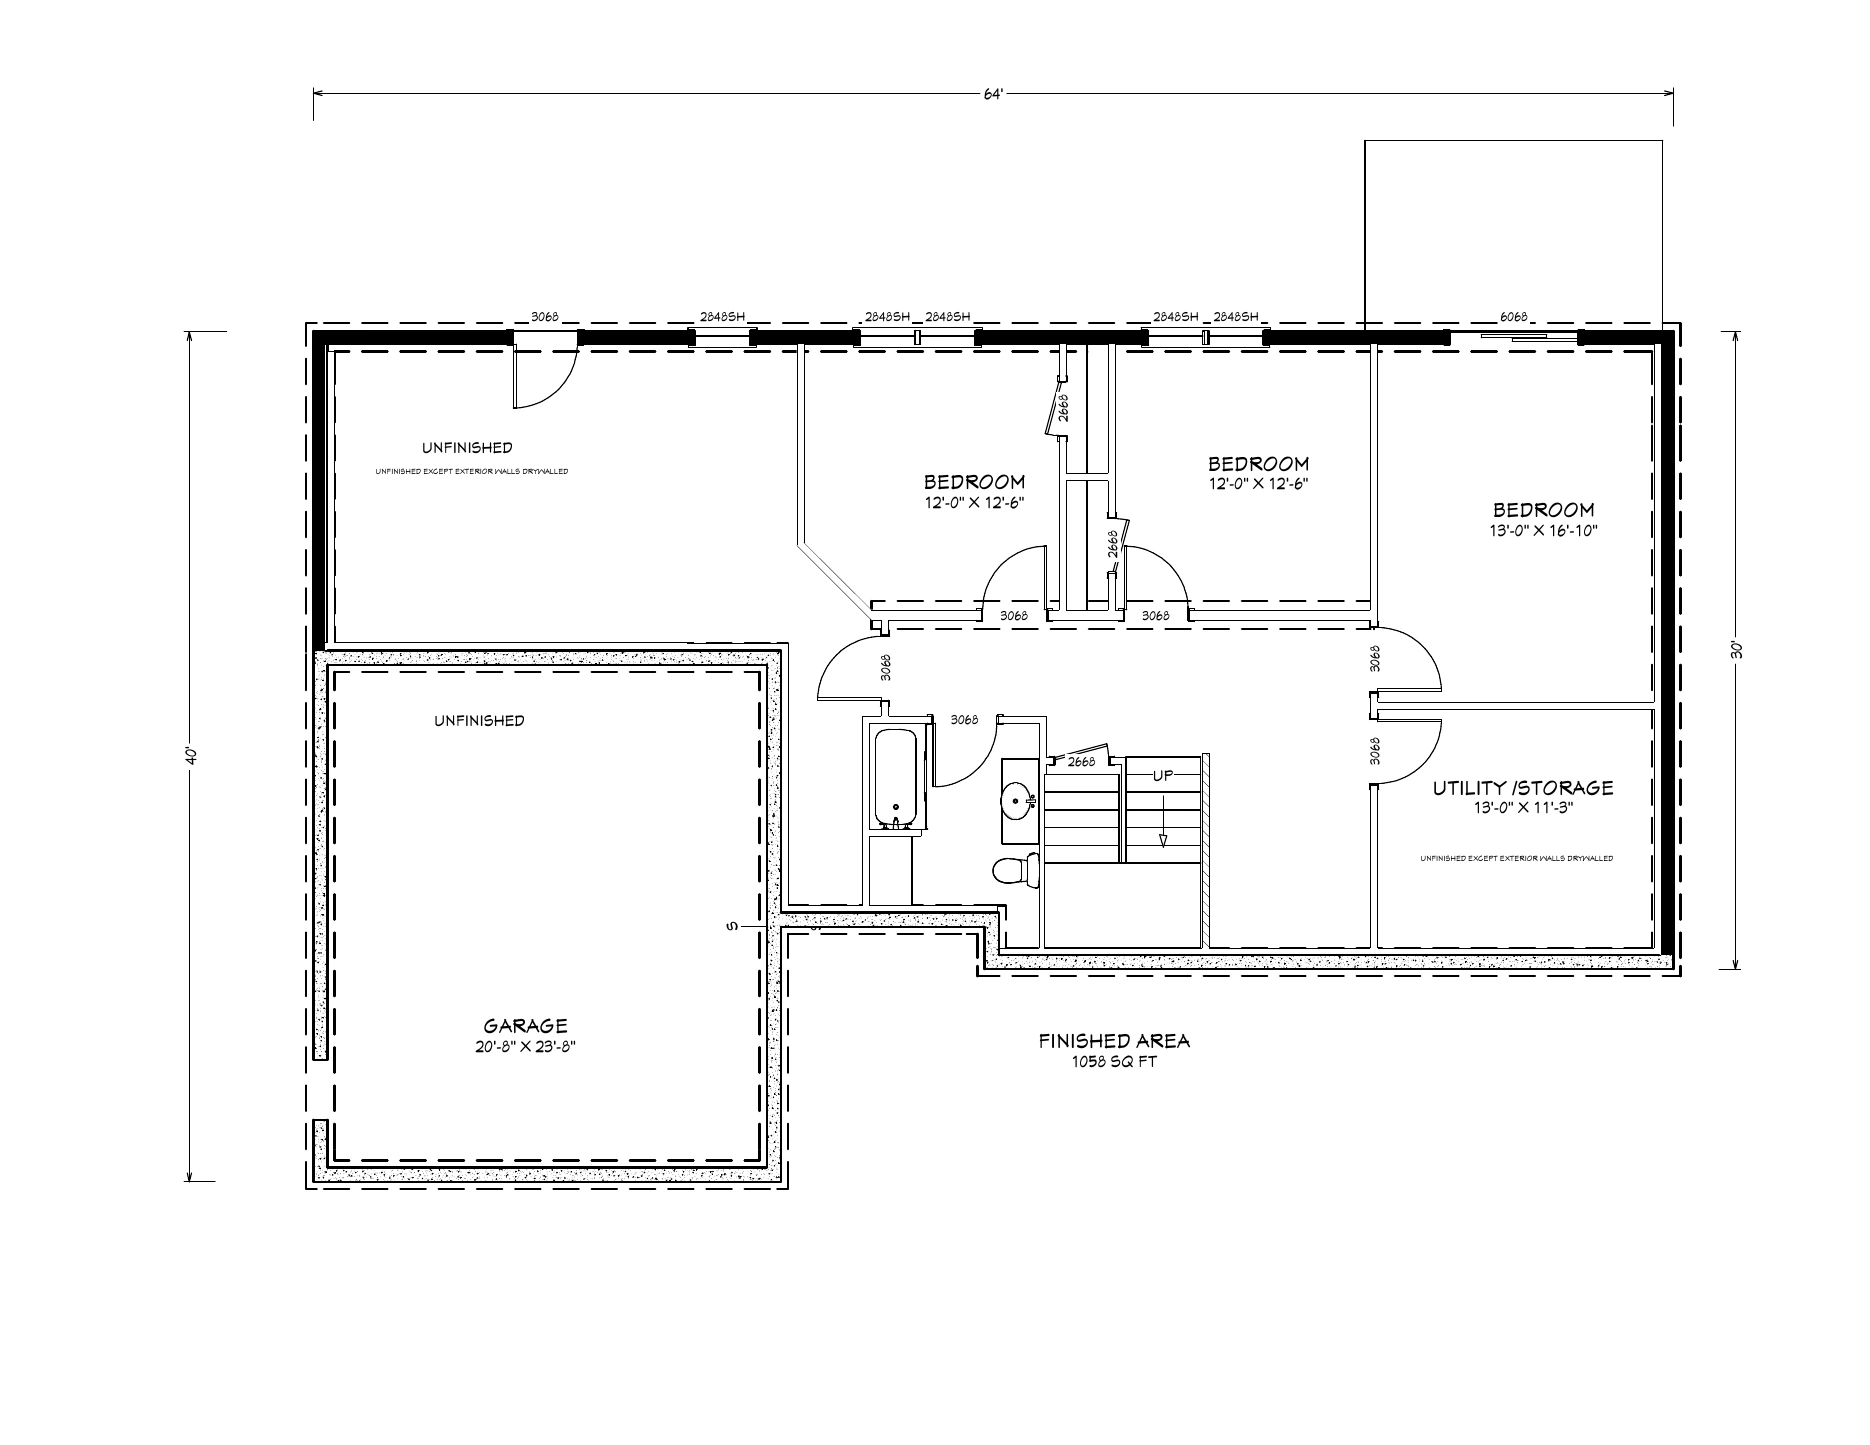 64'
3068
2848SH
2848SH 2848SH
2848SH 2848SH
6068
2668
UNFINISHED
UNFINISHED EXCEPT EXTERIOR WALLS DRYWALLED
BEDROOM
12'-0" X 12'-6"
BEDROOM
12'-0" X 12'-6"
BEDROOM
13'-0" X 16'-10"
2668
3068
3068
3068
3068
30'
40'
UNFINISHED
3068
3068
2668
UP
UTILITY /STORAGE
13'-0" X 11'-3"
UNFINISHED EXCEPT EXTERIOR WALLS DRYWALLED
S
S
GARAGE
20'-8" X 23'-8"
FINISHED AREA
1058 SQ FT